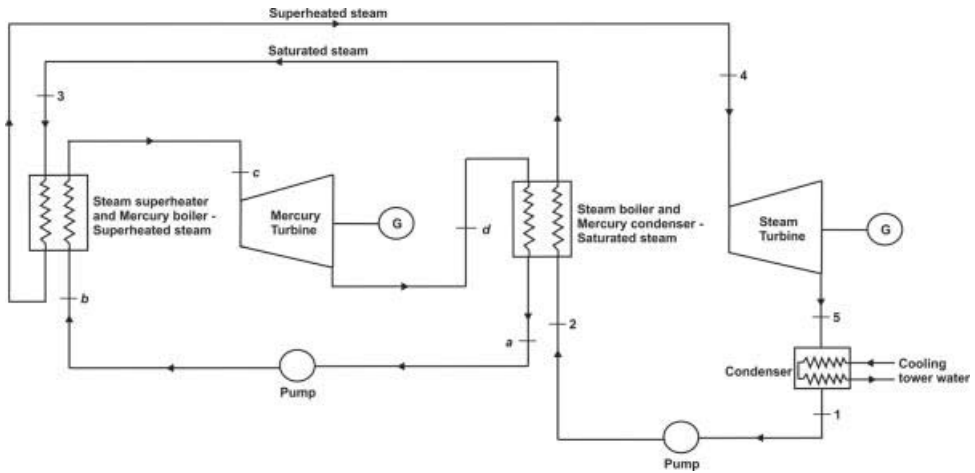 Superheated steam
Saturated steam
4
3
c
Steam superheater
and Mercury boiler -
Superheated steam
Mercury
Turbine
G
d
Steam boiler and
Mercury condenser -
Saturated steam
Steam
Turbine
G
b
2
5
a
Condenser
Cooling
tower water
Pump
1
Pump